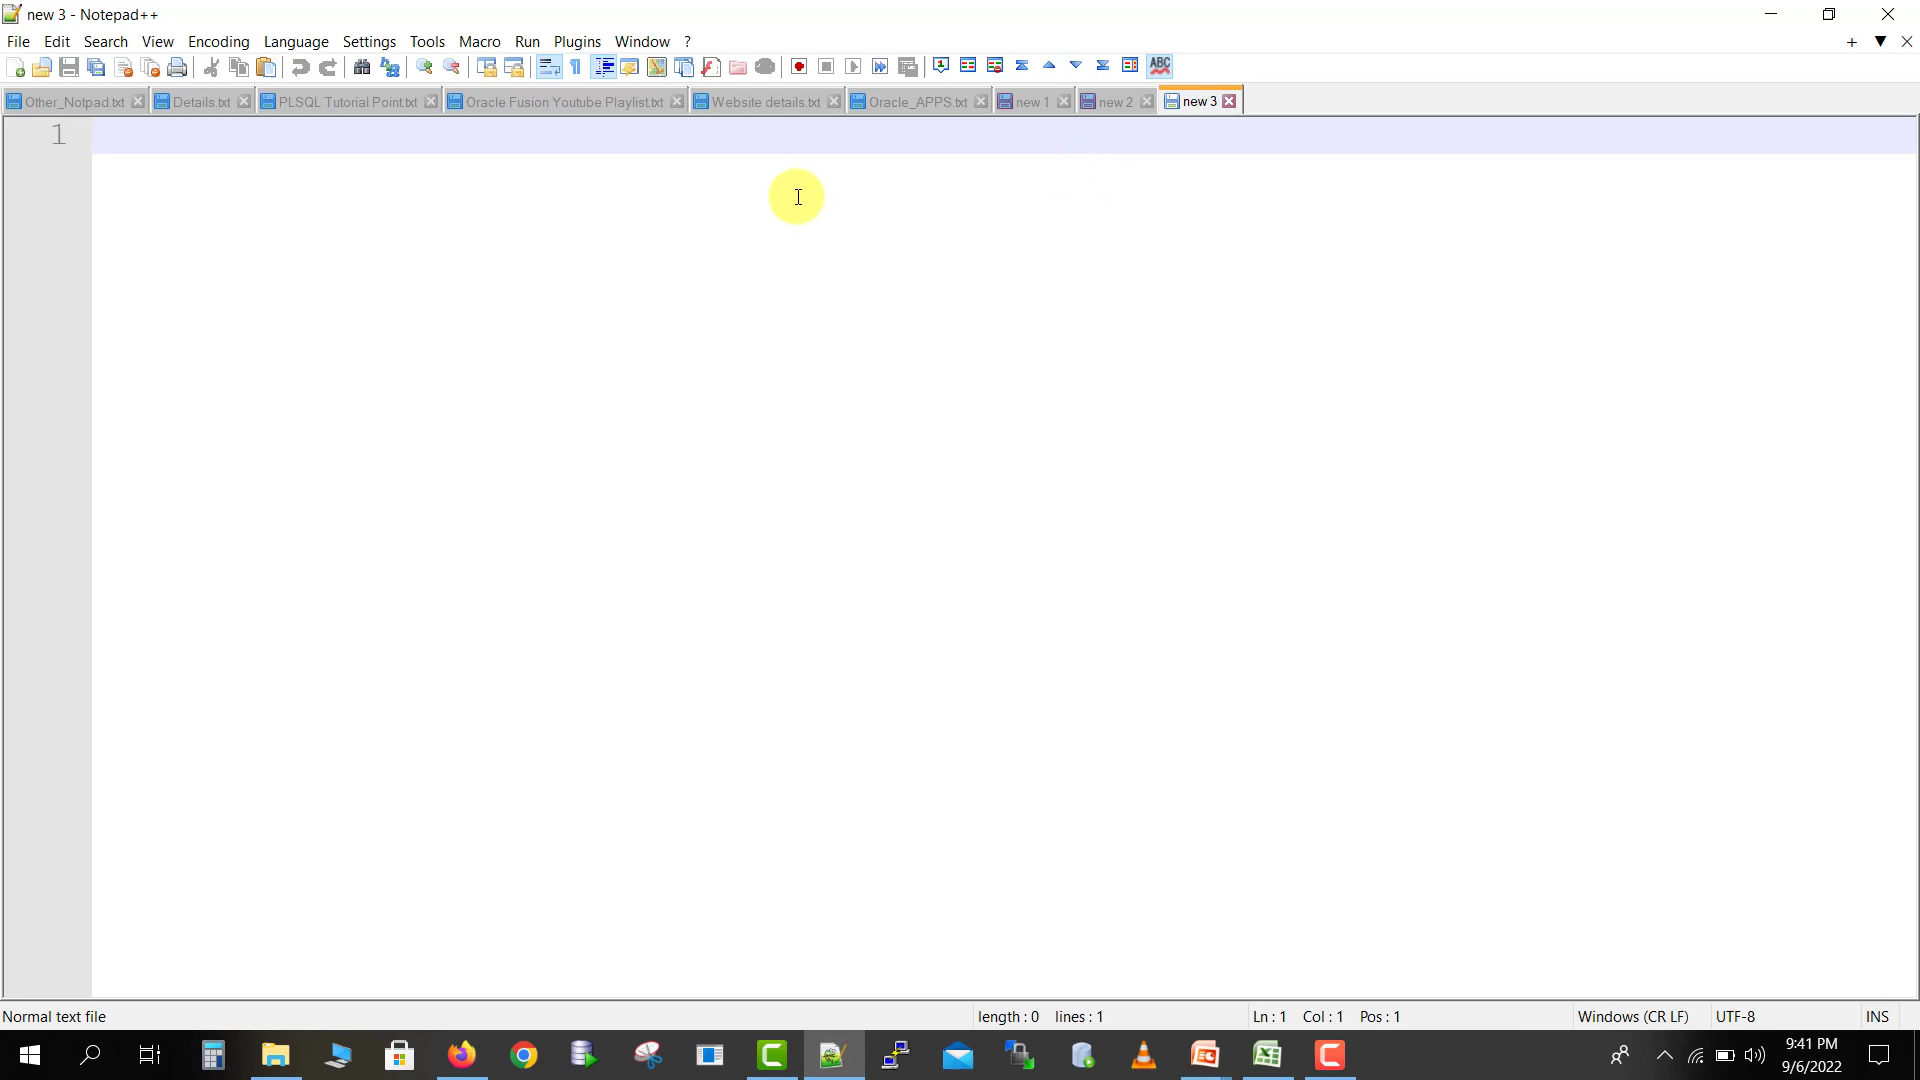 new 3 - Notepad++
File Edit Search View Encoding Language Settings Tools Macro Run Plugins Window ?
Other_Notpad.txt Details.txt PLSQL Tutorial Point.txt Oracle Fusion Youtube Playlist.txt Website details.txt Oracle_APPS.txt new 1 new 2 new 3
1
Normal text file length : 0 lines : 1 Ln : 1 Col : 1 Pos : 1 Windows (CR LF) UTF-8 INS
9:41 PM
9/6/2022